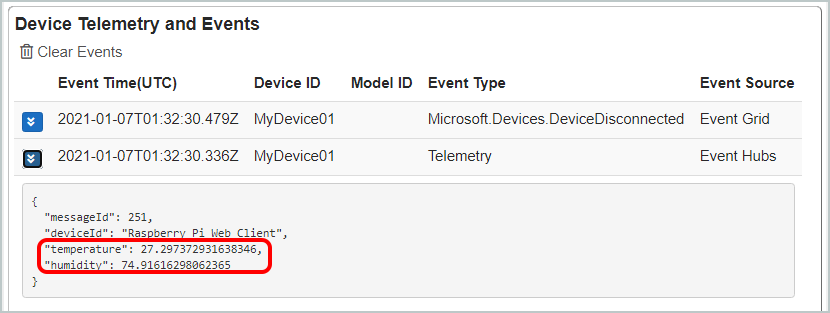 Device Telemetry and Events
Clear Events
Event Time(UTC) Device ID Model ID Event Type Event Source
2021-01-07T01:32:30.479Z MyDevice01 Microsoft.Devices.DeviceDisconnected Event Grid
2021-01-07T01:32:30.336Z MyDevice01 Telemetry Event Hubs
{
"messageId": 251,
"deviceId": "Raspberry Pi Web Client",
"temperature": 27.297372931638346,
"humidity": 74.91616298062365
}